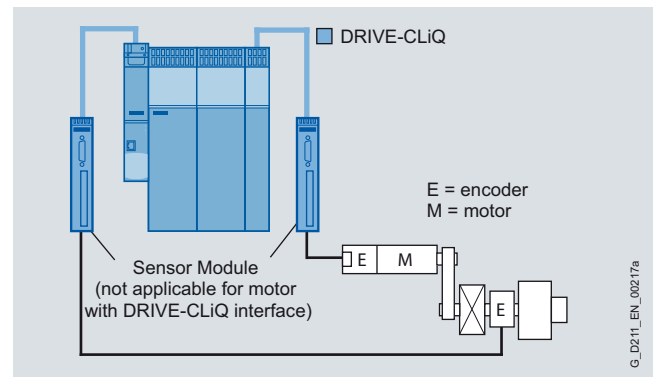 DRIVE-CLiQ
E = encoder
M = motor
Sensor Module
(not applicable for motor
with DRIVE-CLiQ interface)
E M
E
G_D211_EN_00217a